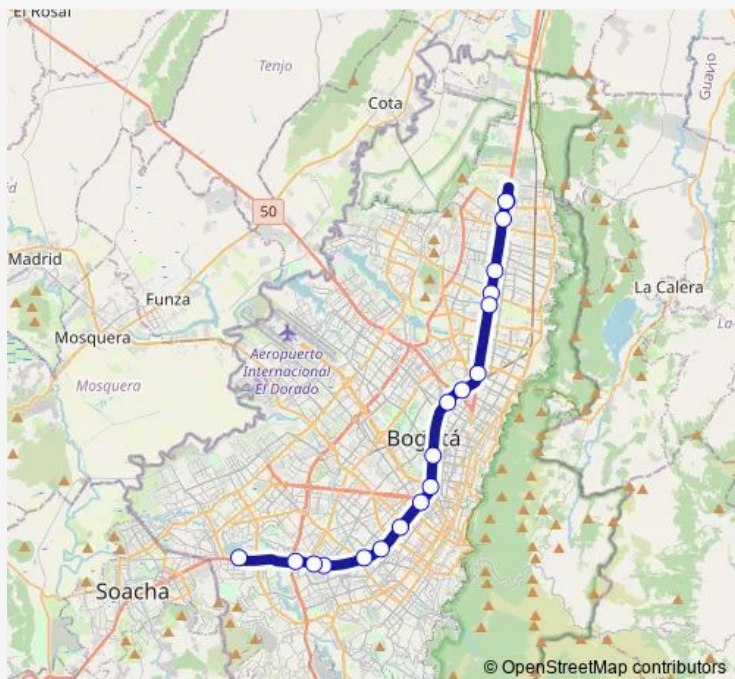 El Rosal
Tenjo
Cota
Guano
50
Madrid
Funza
La Calera
Mosquera
Mosquera
Aeropuerto
Internacional
El Dorado
Bogotá
Soacha
© OpenStreetMap contributors